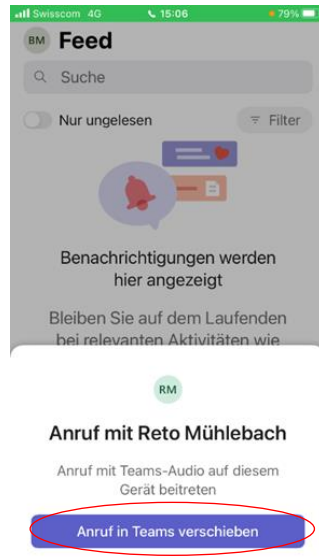 Swisscom 4G 15:06 79%
BM Feed
Suche
Nur ungelesen Filter
Benachrichtigungen werden
hier angezeigt
Bleiben Sie auf dem Laufenden
bei relevanten Aktivitäten wie
RM
Anruf mit Reto Mühlebach
Anruf mit Teams-Audio auf diesem
Gerät beitreten
Anruf in Teams verschieben